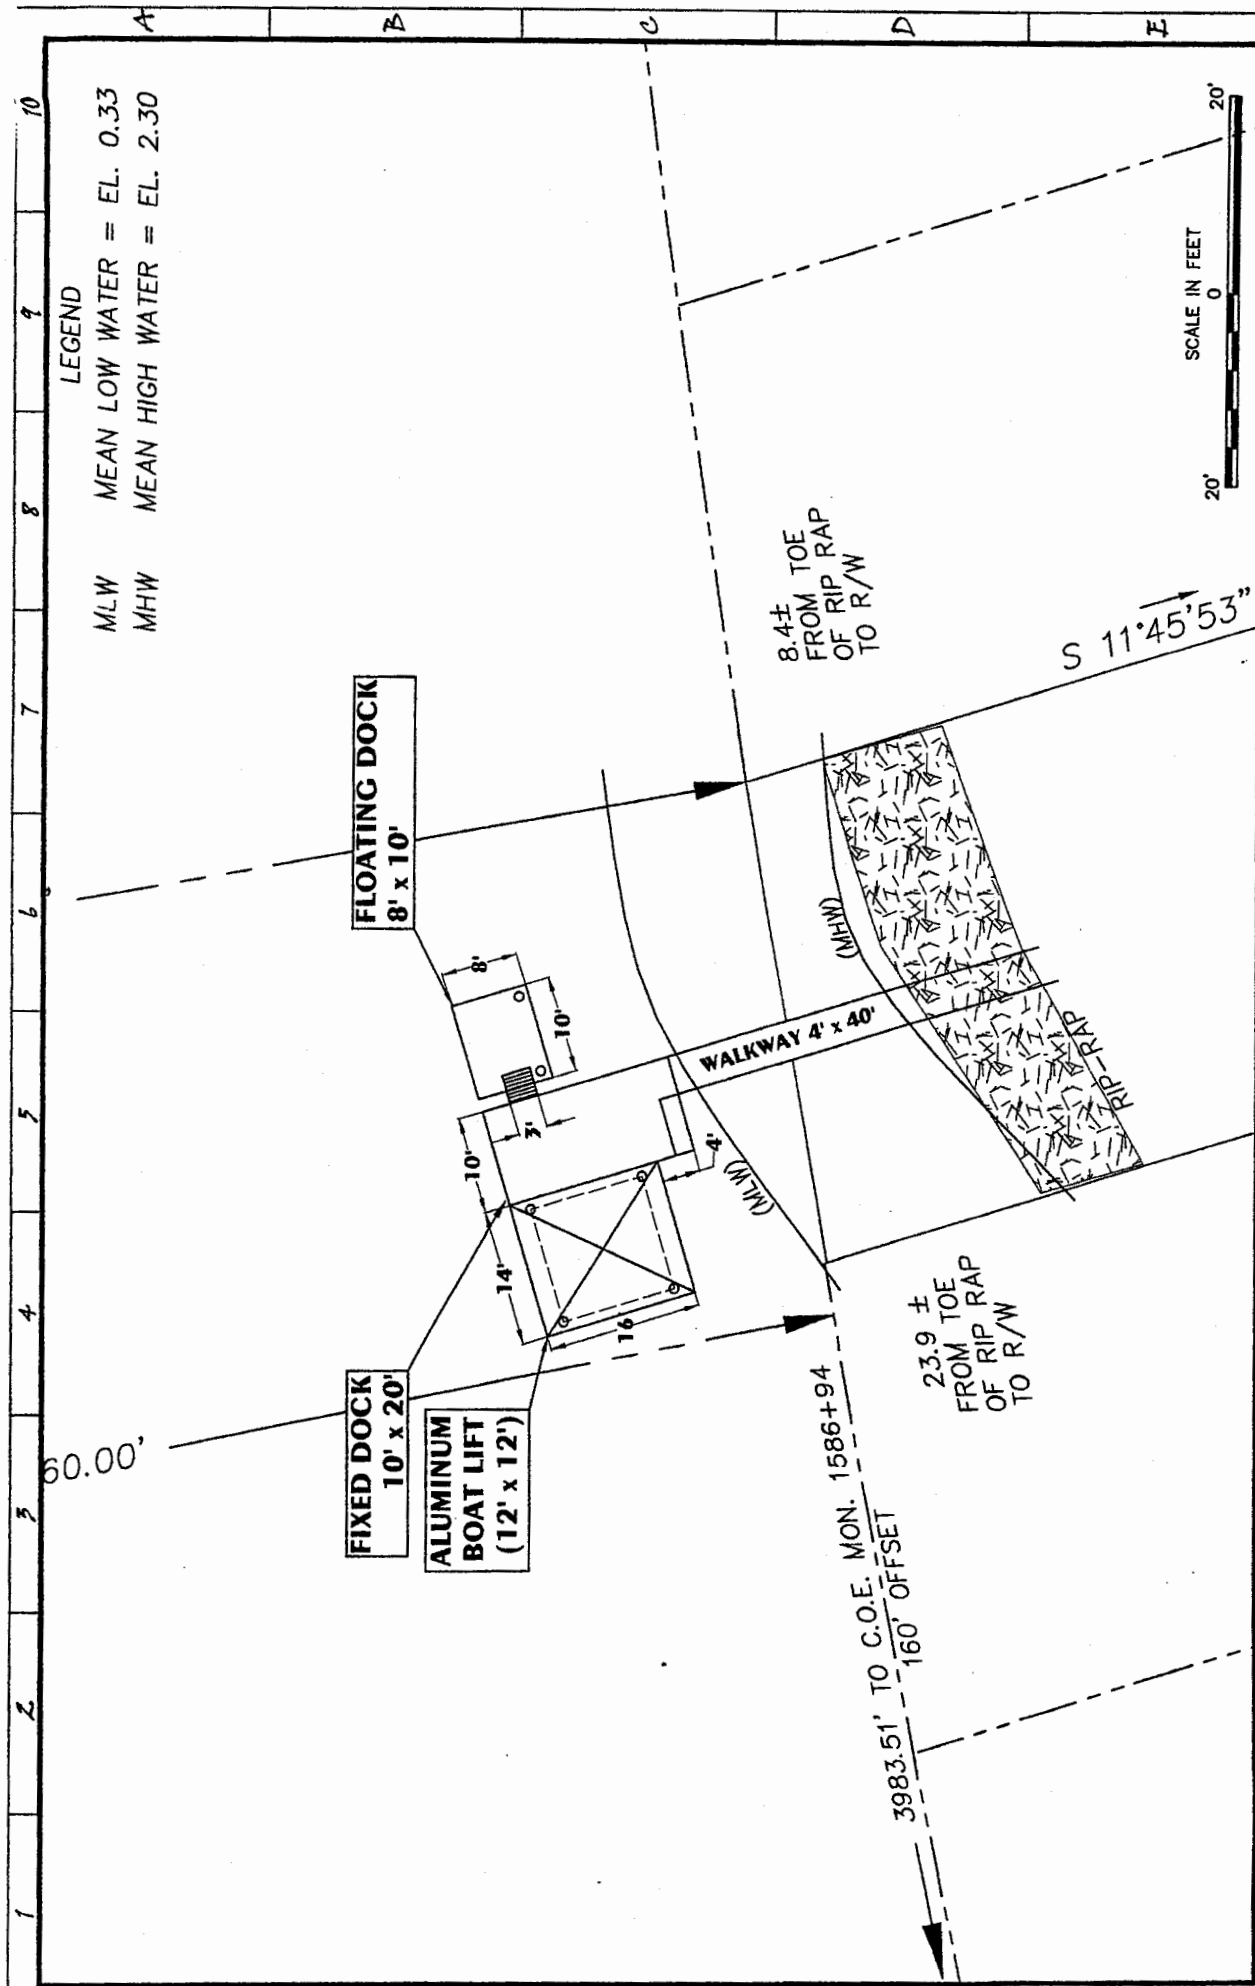 1 2 3 4 5 6 7 8 9 10
A
B
C
D
E
LEGEND
MLW MEAN LOW WATER = EL. 0.33
MHW MEAN HIGH WATER = EL. 2.30
60.00'
FLOATING DOCK
8' x 10'
FIXED DOCK
10' x 20'
ALUMINUM
BOAT LIFT
(12' x 12')
8'
10'
3'
10'
14'
16'
4'
WALKWAY 4' x 40'
(MLW)
(MHW)
RIP-RAP
8.4±
FROM TOE
OF RIP RAP
TO R/W
23.9 ±
FROM TOE
OF RIP RAP
TO R/W
S 11°45'53"
3983.51' TO C.O.E. MON. 1586+94
160' OFFSET
SCALE IN FEET
20' 0 20'